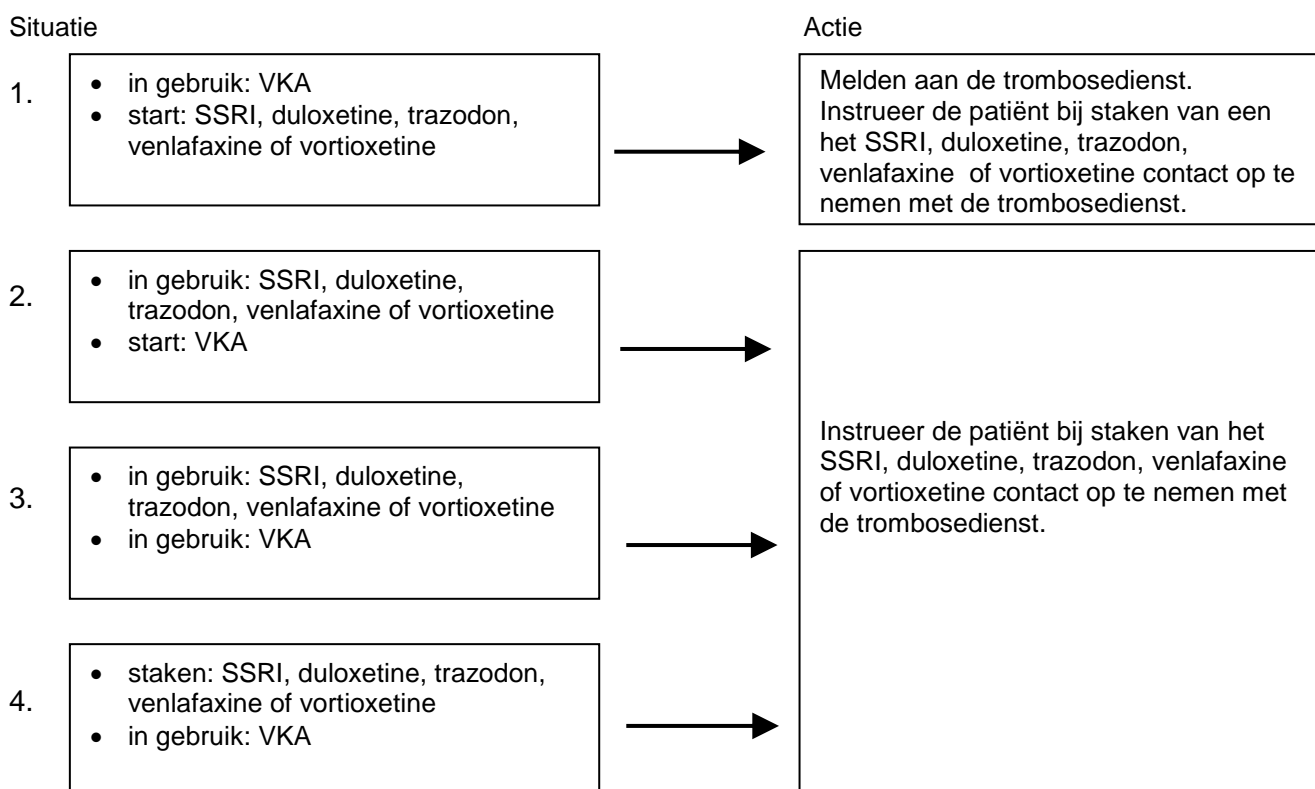 Situatie
Actie
1.
• in gebruik: VKA
• start: SSRI, duloxetine, trazodon,
venlafaxine of vortioxetine
Melden aan de trombosedienst.
Instrueer de patiënt bij staken van een
het SSRI, duloxetine, trazodon,
venlafaxine of vortioxetine contact op te
nemen met de trombosedienst.
2.
• in gebruik: SSRI, duloxetine,
trazodon, venlafaxine of vortioxetine
• start: VKA
3.
• in gebruik: SSRI, duloxetine,
trazodon, venlafaxine of vortioxetine
• in gebruik: VKA
4.
• staken: SSRI, duloxetine, trazodon,
venlafaxine of vortioxetine
• in gebruik: VKA
Instrueer de patiënt bij staken van het
SSRI, duloxetine, trazodon, venlafaxine
of vortioxetine contact op te nemen met
de trombosedienst.